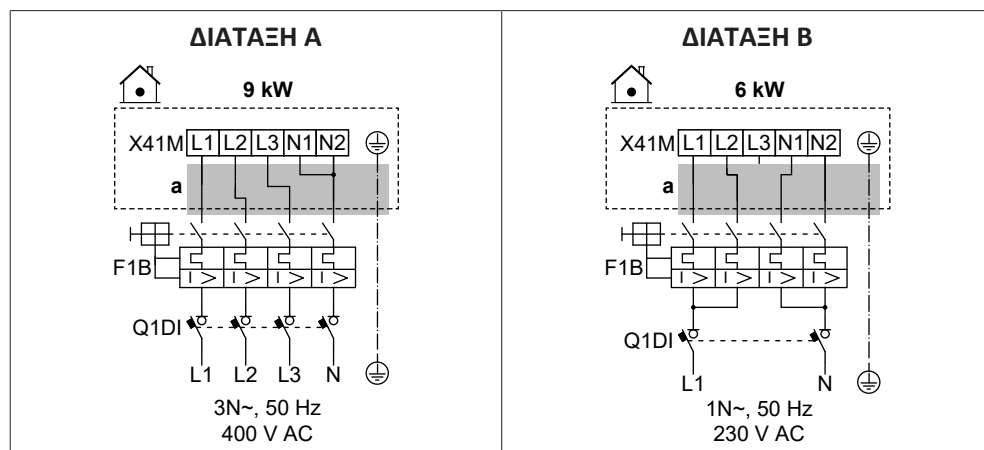 ΔΙΑΤΑΞΗ A
9 kW
X41M L1 L2 L3 N1 N2
a
F1B
I > I > I > I >
Q1DI
L1 L2 L3 N
3N~, 50 Hz
400 V AC
ΔΙΑΤΑΞΗ B
6 kW
X41M L1 L2 L3 N1 N2
a
F1B
I > I > I > I >
Q1DI
L1 N
1N~, 50 Hz
230 V AC